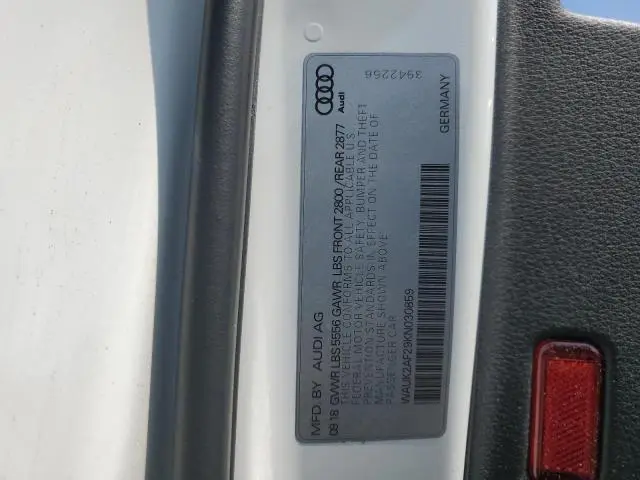 MFD. BY AUDI AG
09 18 GVWR LBS 5556 GAWR LBS FRONT 2800 / REAR 2877
THIS VEHICLE CONFORMS TO ALL APPLICABLE U.S.
FEDERAL MOTOR VEHICLE SAFETY, BUMPER AND THEFT
PREVENTION STANDARDS IN EFFECT ON THE DATE OF
MANUFACTURE SHOWN ABOVE
PASSENGER CAR
WAUK2AF29KN030859
Audi
3942256
GERMANY